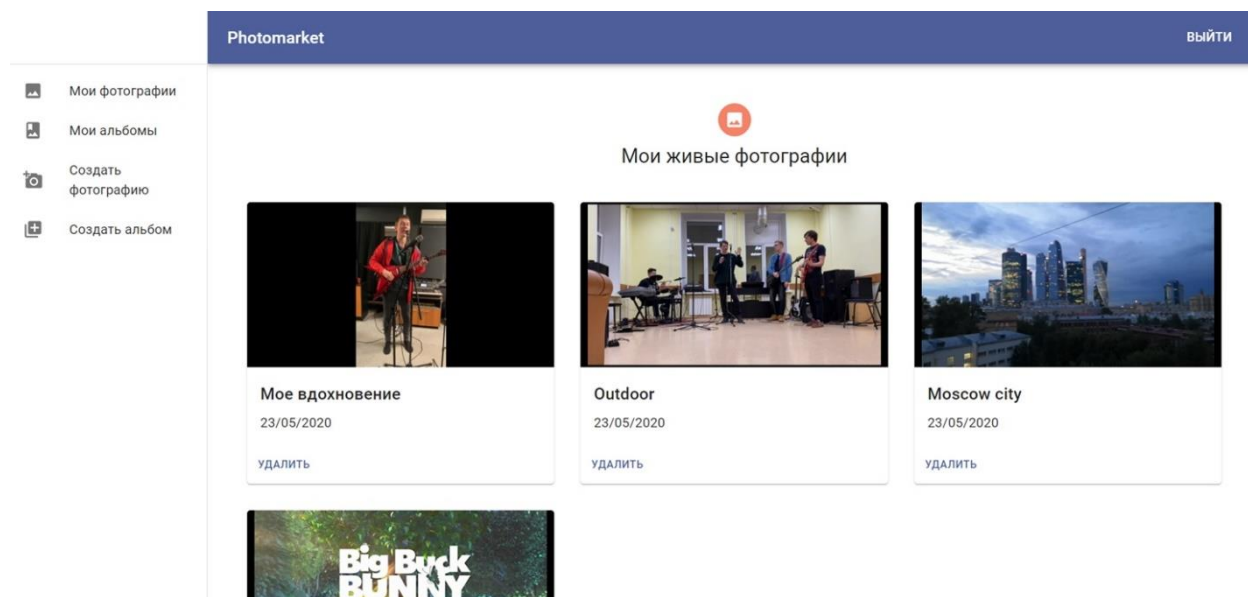 Photomarket
ВЫЙТИ
Мои фотографии
Мои альбомы
Создать
фотографию
Создать альбом
Мои живые фотографии
Мое вдохновение
23/05/2020
УДАЛИТЬ
Outdoor
23/05/2020
УДАЛИТЬ
Moscow city
23/05/2020
УДАЛИТЬ
Big Buck
BUNNY